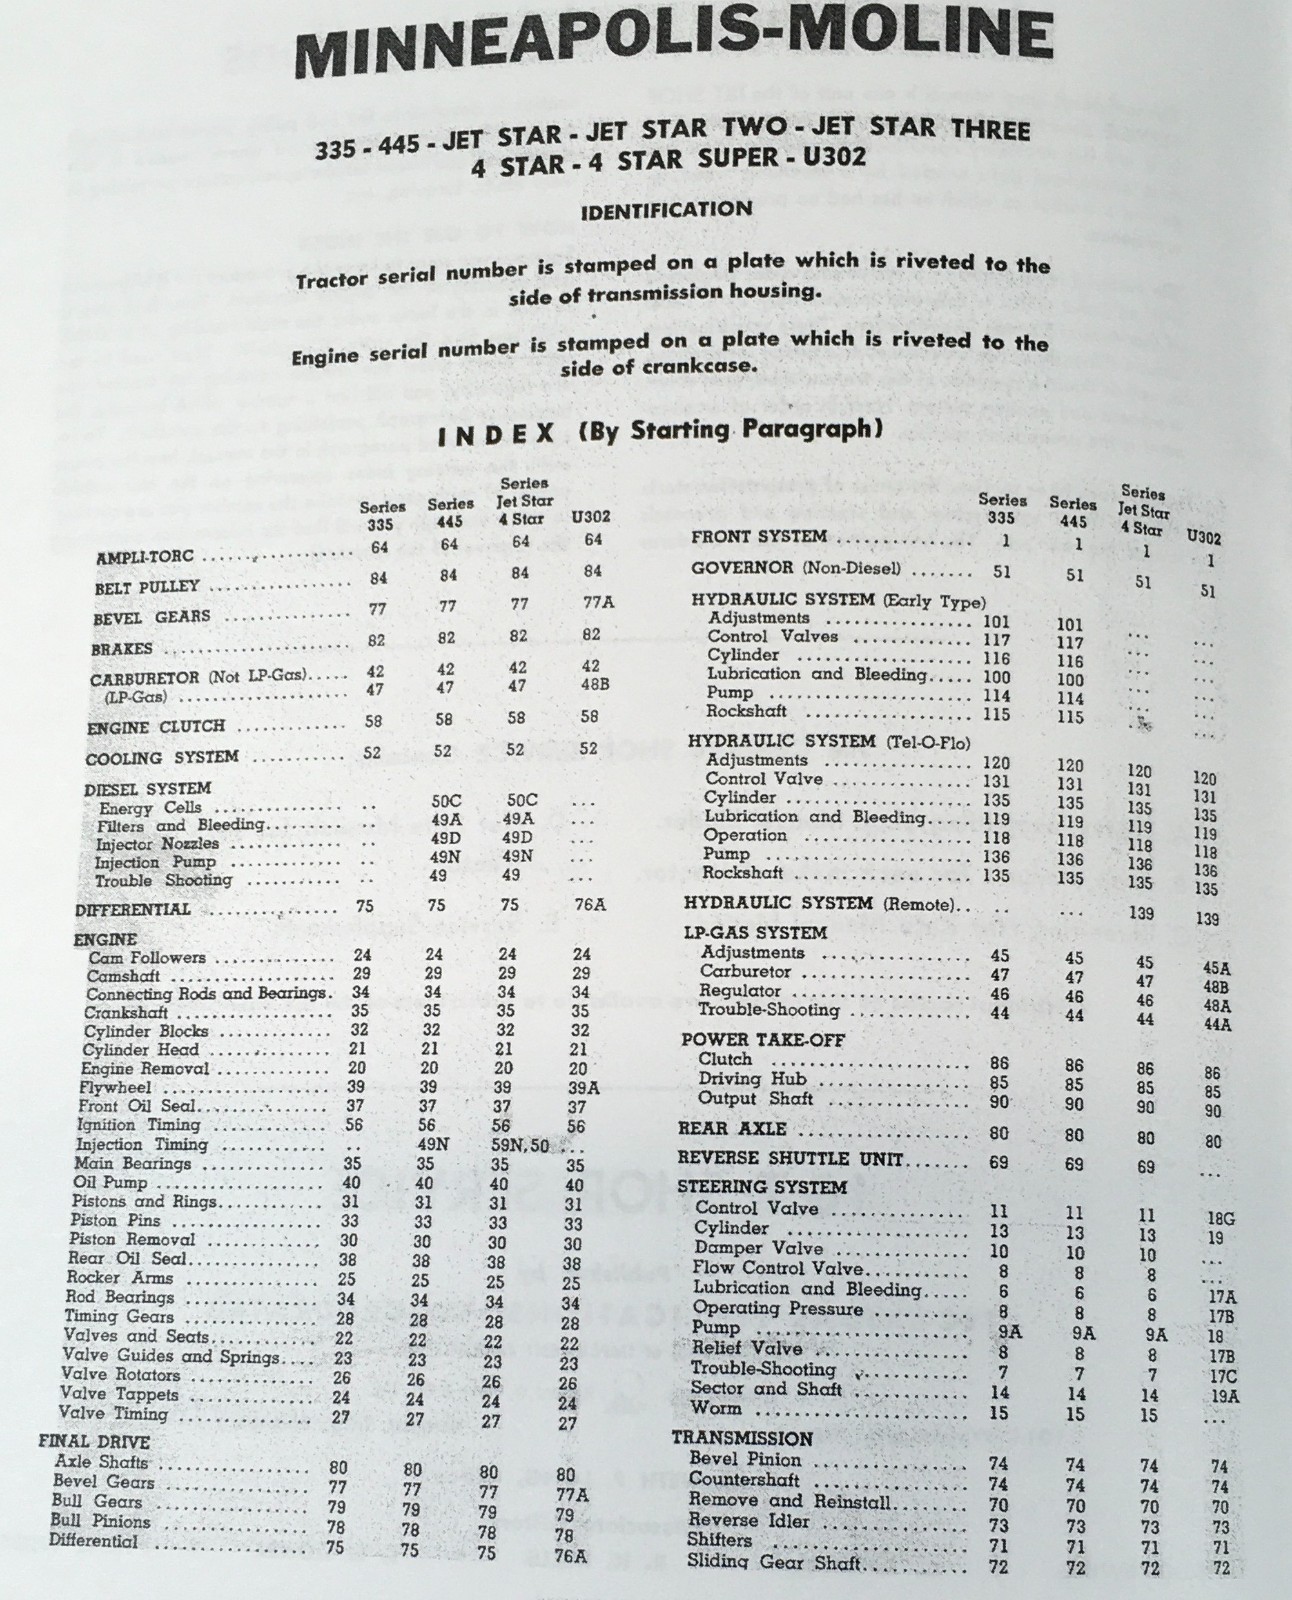 MINNEAPOLIS-MOLINE
335 - 445 - JET STAR - JET STAR TWO - JET STAR THREE
4 STAR - 4 STAR SUPER - U302
IDENTIFICATION
Tractor serial number is stamped on a plate which is riveted to the
side of transmission housing.
Engine serial number is stamped on a plate which is riveted to the
side of crankcase.
INDEX (By Starting Paragraph)
Series 335 Series 445 Series Jet Star 4 Star U302
AMPLI-TORC 64 64 64 64
BELT PULLEY 84 84 84 84
BEVEL GEARS 77 77 77 77A
BRAKES 82 82 82 82
CARBURETOR (Not LP-Gas) 42 42 42 42
(LP-Gas) 47 47 47 48B
ENGINE CLUTCH 58 58 58 58
COOLING SYSTEM 52 52 52 52
DIESEL SYSTEM
Energy Cells .. 50C 50C ...
Filters and Bleeding .. 49A 49A ...
Injector Nozzles .. 49D 49D ...
Injection Pump .. 49N 49N ...
Trouble Shooting .. 49 49 ...
DIFFERENTIAL 75 75 75 76A
ENGINE
Cam Followers 24 24 24 24
Camshaft 29 29 29 29
Connecting Rods and Bearings. 34 34 34 34
Crankshaft 35 35 35 35
Cylinder Blocks 32 32 32 32
Cylinder Head 21 21 21 21
Engine Removal 20 20 20 20
Flywheel 39 39 39 39A
Front Oil Seal 37 37 37 37
Ignition Timing 56 56 56 56
Injection Timing .. 49N 59N, 50 ...
Main Bearings 35 35 35 35
Oil Pump 40 40 40 40
Pistons and Rings 31 31 31 31
Piston Pins 33 33 33 33
Piston Removal 30 30 30 30
Rear Oil Seal 38 38 38 38
Rocker Arms 25 25 25 25
Rod Bearings 34 34 34 34
Timing Gears 28 28 28 28
Valves and Seats 22 22 22 22
Valve Guides and Springs 23 23 23 23
Valve Rotators 26 26 26 26
Valve Tappets 24 24 24 24
Valve Timing 27 27 27 27
FINAL DRIVE
Axle Shafts 80 80 80 80
Bevel Gears 77 77 77 77A
Bull Gears 79 79 79 79
Bull Pinions 78 78 78 78
Differential 75 75 75 76A
Series 335 Series 445 Series Jet Star 4 Star U302
FRONT SYSTEM 1 1 1 1
GOVERNOR (Non-Diesel) 51 51 51 51
HYDRAULIC SYSTEM (Early Type)
Adjustments 101 101 ... ...
Control Valves 117 117 ... ...
Cylinder 116 116 ... ...
Lubrication and Bleeding 100 100 ... ...
Pump 114 114 ... ...
Rockshaft 115 115 ... ...
HYDRAULIC SYSTEM (Tel-O-Flo)
Adjustments 120 120 120 120
Control Valve 131 131 131 131
Cylinder 135 135 135 135
Lubrication and Bleeding 119 119 119 119
Operation 118 118 118 118
Pump 136 136 136 136
Rockshaft 135 135 135 135
HYDRAULIC SYSTEM (Remote) .. ... 139 139
LP-GAS SYSTEM
Adjustments 45 45 45 45A
Carburetor 47 47 47 48B
Regulator 46 46 46 48A
Trouble-Shooting 44 44 44 44A
POWER TAKE-OFF
Clutch 86 86 86 86
Driving Hub 85 85 85 85
Output Shaft 90 90 90 90
REAR AXLE 80 80 80 80
REVERSE SHUTTLE UNIT 69 69 69 ...
STEERING SYSTEM
Control Valve 11 11 11 18G
Cylinder 13 13 13 19
Damper Valve 10 10 10 ...
Flow Control Valve 8 8 8 ...
Lubrication and Bleeding 6 6 6 17A
Operating Pressure 8 8 8 17B
Pump 9A 9A 9A 18
Relief Valve 8 8 8 17B
Trouble-Shooting 7 7 7 17C
Sector and Shaft 14 14 14 19A
Worm 15 15 15 ...
TRANSMISSION
Bevel Pinion 74 74 74 74
Countershaft 74 74 74 74
Remove and Reinstall 70 70 70 70
Reverse Idler 73 73 73 73
Shifters 71 71 71 71
Sliding Gear Shaft 72 72 72 72